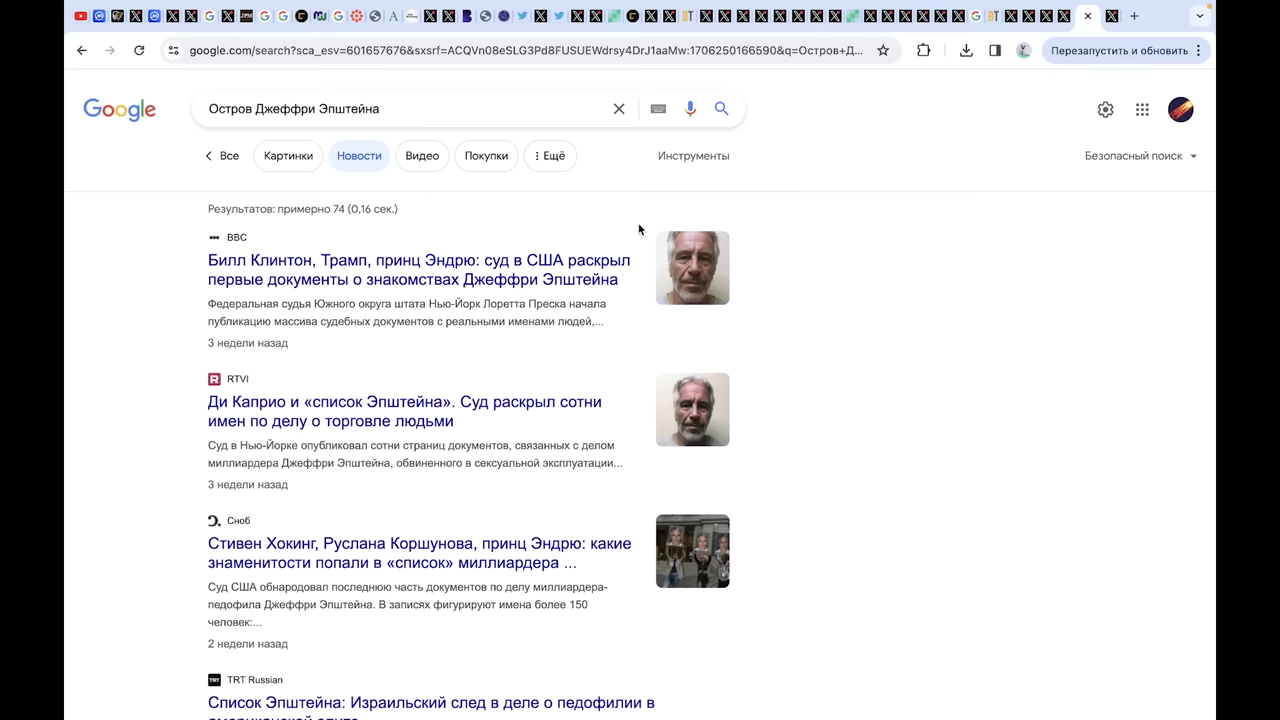 google.com/search?sca_esv=601657676&sxsrf=ACQVn08eSLG3Pd8FUSUEWdrsy4DrJ1aaMw:1706250166590&q=Остров+Д...
Перезапустить и обновить
Google
Остров Джеффри Эпштейна
Все Картинки Новости Видео Покупки Ещё Инструменты Безопасный поиск
Результатов: примерно 74 (0,16 сек.)
BBC
Билл Клинтон, Трамп, принц Эндрю: суд в США раскрыл
первые документы о знакомствах Джеффри Эпштейна
Федеральная судья Южного округа штата Нью-Йорк Лоретта Преска начала
публикацию массива судебных документов с реальными именами людей,...
3 недели назад
RTVI
Ди Каприо и «список Эпштейна». Суд раскрыл сотни
имен по делу о торговле людьми
Суд в Нью-Йорке опубликовал сотни страниц документов, связанных с делом
миллиардера Джеффри Эпштейна, обвиненного в сексуальной эксплуатации...
3 недели назад
Сноб
Стивен Хокинг, Руслана Коршунова, принц Эндрю: какие
знаменитости попали в «список» миллиардера ...
Суд США обнародовал последнюю часть документов по делу миллиардера-
педофила Джеффри Эпштейна. В записях фигурируют имена более 150
человек:...
2 недели назад
TRT Russian
Список Эпштейна: Израильский след в деле о педофилии в